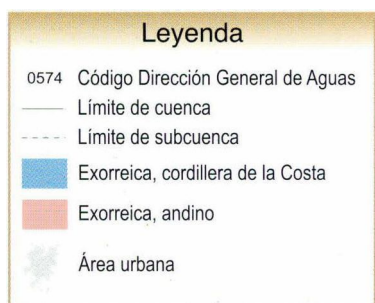 Leyenda
0574 Código Dirección General de Aguas
Límite de cuenca
Límite de subcuenca
Exorreica, cordillera de la Costa
Exorreica, andino
Área urbana